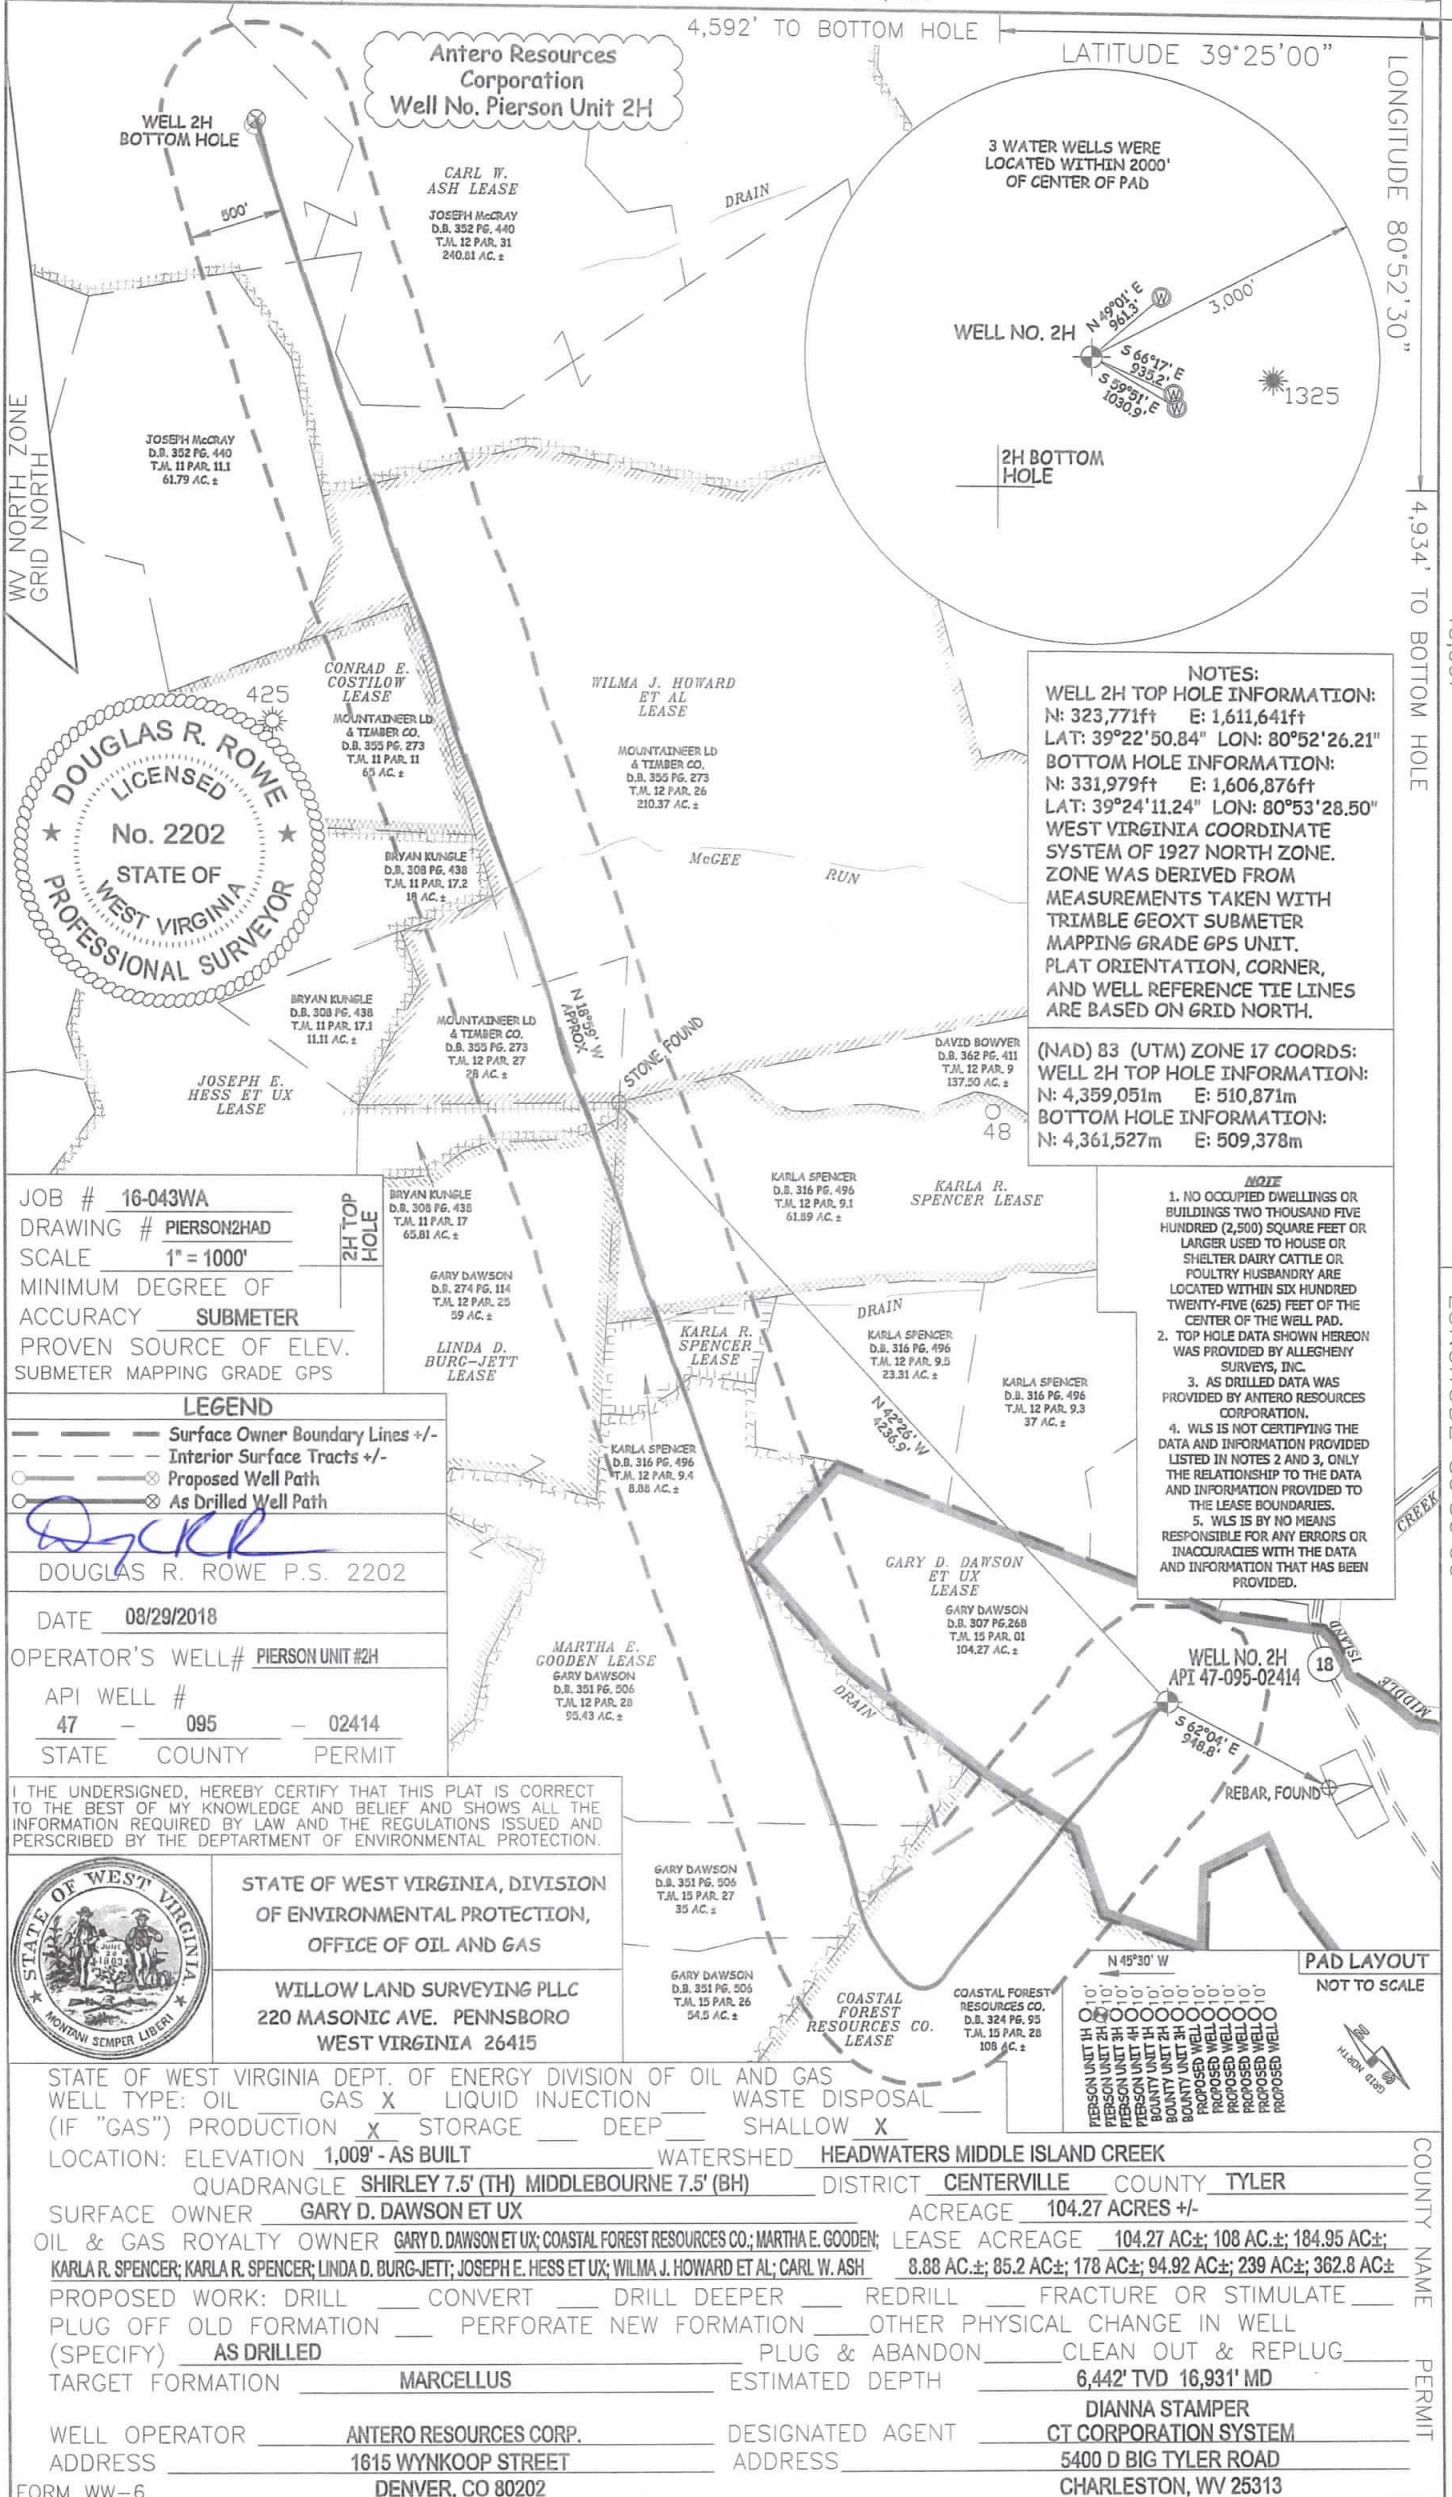 4,592' TO BOTTOM HOLE
LATITUDE 39°25'00"
LONGITUDE 80°52'30"
4,934' TO BOTTOM HOLE
Antero Resources
Corporation
Well No. Pierson Unit 2H
WELL 2H
BOTTOM HOLE
500'
CARL W.
ASH LEASE
JOSEPH McCRAY
D.B. 352 PG. 440
T.M. 12 PAR. 31
240.81 AC. ±
DRAIN
3 WATER WELLS WERE
LOCATED WITHIN 2000'
OF CENTER OF PAD
N 49°01' E
961.3'
W
3,000'
WELL NO. 2H
S 66°17' E
935.2'
W
S 59°51' E
1030.9'
W
1325
2H BOTTOM
HOLE
WV NORTH ZONE
GRID NORTH
JOSEPH McCRAY
D.B. 352 PG. 440
T.M. 11 PAR. 11.1
61.79 AC. ±
CONRAD E.
COSTILOW
LEASE
425
MOUNTAINEER LD
& TIMBER CO.
D.B. 355 PG. 273
T.M. 11 PAR. 11
65 AC. ±
WILMA J. HOWARD
ET AL
LEASE
MOUNTAINEER LD
& TIMBER CO.
D.B. 355 PG. 273
T.M. 12 PAR. 26
210.37 AC. ±
DOUGLAS R. ROWE
LICENSED
No. 2202
STATE OF
WEST VIRGINIA
PROFESSIONAL SURVEYOR
NOTES:
WELL 2H TOP HOLE INFORMATION:
N: 323,771ft E: 1,611,641ft
LAT: 39°22'50.84" LON: 80°52'26.21"
BOTTOM HOLE INFORMATION:
N: 331,979ft E: 1,606,876ft
LAT: 39°24'11.24" LON: 80°53'28.50"
WEST VIRGINIA COORDINATE
SYSTEM OF 1927 NORTH ZONE.
ZONE WAS DERIVED FROM
MEASUREMENTS TAKEN WITH
TRIMBLE GEOXT SUBMETER
MAPPING GRADE GPS UNIT.
PLAT ORIENTATION, CORNER,
AND WELL REFERENCE TIE LINES
ARE BASED ON GRID NORTH.
(NAD) 83 (UTM) ZONE 17 COORDS:
WELL 2H TOP HOLE INFORMATION:
N: 4,359,051m E: 510,871m
BOTTOM HOLE INFORMATION:
N: 4,361,527m E: 509,378m
BRYAN KUNGLE
D.B. 308 PG. 438
T.M. 11 PAR. 17.2
18 AC. ±
McGEE RUN
BRYAN KUNGLE
D.B. 308 PG. 438
T.M. 11 PAR. 17.1
11.11 AC. ±
MOUNTAINEER LD
& TIMBER CO.
D.B. 355 PG. 273
T.M. 12 PAR. 27
28 AC. ±
N 18°59' W
APPROX
STONE, FOUND
DAVID BOWYER
D.B. 362 PG. 411
T.M. 12 PAR. 9
137.50 AC. ±
48
JOSEPH E.
HESS ET UX
LEASE
JOB # 16-043WA
DRAWING # PIERSON2HAD
SCALE 1" = 1000'
MINIMUM DEGREE OF
ACCURACY SUBMETER
PROVEN SOURCE OF ELEV.
SUBMETER MAPPING GRADE GPS
2H TOP
HOLE
BRYAN KUNGLE
D.B. 308 PG. 438
T.M. 11 PAR. 17
65.81 AC. ±
GARY DAWSON
D.B. 274 PG. 114
T.M. 12 PAR. 25
59 AC. ±
LINDA D.
BURG-JETT
LEASE
KARLA SPENCER
D.B. 316 PG. 496
T.M. 12 PAR. 9.1
61.89 AC. ±
KARLA R.
SPENCER LEASE
DRAIN
KARLA R.
SPENCER
LEASE
KARLA SPENCER
D.B. 316 PG. 496
T.M. 12 PAR. 9.5
23.31 AC. ±
KARLA SPENCER
D.B. 316 PG. 496
T.M. 12 PAR. 9.3
37 AC. ±
N 42°26' W
4236.9'
KARLA SPENCER
D.B. 316 PG. 496
T.M. 12 PAR. 9.4
8.88 AC. ±
NOTE
1. NO OCCUPIED DWELLINGS OR
BUILDINGS TWO THOUSAND FIVE
HUNDRED (2,500) SQUARE FEET OR
LARGER USED TO HOUSE OR
SHELTER DAIRY CATTLE OR
POULTRY HUSBANDRY ARE
LOCATED WITHIN SIX HUNDRED
TWENTY-FIVE (625) FEET OF THE
CENTER OF THE WELL PAD.
2. TOP HOLE DATA SHOWN HEREON
WAS PROVIDED BY ALLEGHENY
SURVEYS, INC.
3. AS DRILLED DATA WAS
PROVIDED BY ANTERO RESOURCES
CORPORATION.
4. WLS IS NOT CERTIFYING THE
DATA AND INFORMATION PROVIDED
LISTED IN NOTES 2 AND 3, ONLY
THE RELATIONSHIP TO THE DATA
AND INFORMATION PROVIDED TO
THE LEASE BOUNDARIES.
5. WLS IS BY NO MEANS
RESPONSIBLE FOR ANY ERRORS OR
INACCURACIES WITH THE DATA
AND INFORMATION THAT HAS BEEN
PROVIDED.
LEGEND
Surface Owner Boundary Lines +/-
Interior Surface Tracts +/-
Proposed Well Path
As Drilled Well Path
DOUGLAS R. ROWE P.S. 2202
DATE 08/29/2018
OPERATOR'S WELL# PIERSON UNIT #2H
API WELL #
47 – 095 – 02414
STATE COUNTY PERMIT
GARY D. DAWSON
ET UX
LEASE
GARY DAWSON
D.B. 307 PG.268
T.M. 15 PAR. 01
104.27 AC. ±
MARTHA E.
GOODEN LEASE
GARY DAWSON
D.B. 351 PG. 506
T.M. 12 PAR. 28
95.43 AC. ±
DRAIN
WELL NO. 2H
API 47-095-02414
18
MIDDLE
ISLAND
CREEK
S 62°04' E
948.8'
REBAR, FOUND
I THE UNDERSIGNED, HEREBY CERTIFY THAT THIS PLAT IS CORRECT
TO THE BEST OF MY KNOWLEDGE AND BELIEF AND SHOWS ALL THE
INFORMATION REQUIRED BY LAW AND THE REGULATIONS ISSUED AND
PERSCRIBED BY THE DEPTARTMENT OF ENVIRONMENTAL PROTECTION.
STATE OF WEST VIRGINIA
MONTANI SEMPER LIBERI
STATE OF WEST VIRGINIA, DIVISION
OF ENVIRONMENTAL PROTECTION,
OFFICE OF OIL AND GAS
WILLOW LAND SURVEYING PLLC
220 MASONIC AVE. PENNSBORO
WEST VIRGINIA 26415
GARY DAWSON
D.B. 351 PG. 506
T.M. 15 PAR. 27
35 AC. ±
GARY DAWSON
D.B. 351 PG. 506
T.M. 15 PAR. 26
54.5 AC. ±
COASTAL
FOREST
RESOURCES CO.
LEASE
COASTAL FOREST
RESOURCES CO.
D.B. 324 PG. 95
T.M. 15 PAR. 28
108 AC. ±
N 45°30' W
PAD LAYOUT
NOT TO SCALE
PIERSON UNIT 1H 10'
PIERSON UNIT 2H 10'
PIERSON UNIT 3H 10'
PIERSON UNIT 4H 10'
BOUNTY UNIT 1H 10'
BOUNTY UNIT 2H 10'
BOUNTY UNIT 3H 10'
PROPOSED WELL 10'
PROPOSED WELL 10'
PROPOSED WELL 10'
PROPOSED WELL 10'
PROPOSED WELL 10'
PROPOSED WELL
GRID NORTH
STATE OF WEST VIRGINIA DEPT. OF ENERGY DIVISION OF OIL AND GAS
WELL TYPE: OIL GAS X LIQUID INJECTION WASTE DISPOSAL
(IF "GAS") PRODUCTION X STORAGE DEEP SHALLOW X
LOCATION: ELEVATION 1,009' - AS BUILT WATERSHED HEADWATERS MIDDLE ISLAND CREEK
QUADRANGLE SHIRLEY 7.5' (TH) MIDDLEBOURNE 7.5' (BH) DISTRICT CENTERVILLE COUNTY TYLER
SURFACE OWNER GARY D. DAWSON ET UX ACREAGE 104.27 ACRES +/-
OIL & GAS ROYALTY OWNER GARY D. DAWSON ET UX; COASTAL FOREST RESOURCES CO.; MARTHA E. GOODEN; LEASE ACREAGE 104.27 AC±; 108 AC.±; 184.95 AC±;
KARLA R. SPENCER; KARLA R. SPENCER; LINDA D. BURG-JETT; JOSEPH E. HESS ET UX; WILMA J. HOWARD ET AL; CARL W. ASH 8.88 AC.±; 85.2 AC±; 178 AC±; 94.92 AC±; 239 AC±; 362.8 AC±
PROPOSED WORK: DRILL CONVERT DRILL DEEPER REDRILL FRACTURE OR STIMULATE
PLUG OFF OLD FORMATION PERFORATE NEW FORMATION OTHER PHYSICAL CHANGE IN WELL
(SPECIFY) AS DRILLED PLUG & ABANDON CLEAN OUT & REPLUG
TARGET FORMATION MARCELLUS ESTIMATED DEPTH 6,442' TVD 16,931' MD
WELL OPERATOR ANTERO RESOURCES CORP. DESIGNATED AGENT DIANNA STAMPER
CT CORPORATION SYSTEM
ADDRESS 1615 WYNKOOP STREET ADDRESS 5400 D BIG TYLER ROAD
FORM WW-6 DENVER, CO 80202 CHARLESTON, WV 25313
COUNTY NAME
PERMIT